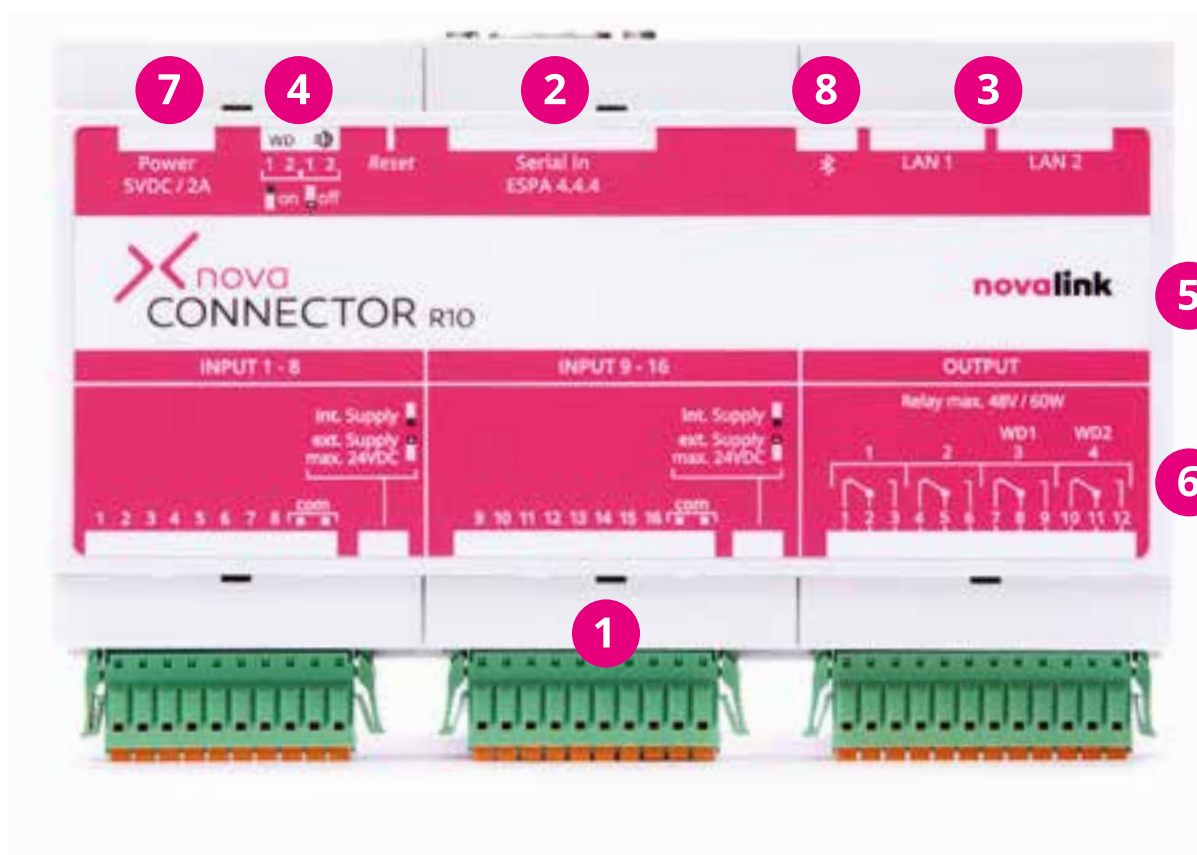 7
4
2
8
3
WD
Power
5VDC / 2A
1 2 1 2
on off
Reset
Serial In
ESPA 4.4.4
LAN 1
LAN 2
nova
CONNECTOR R10
novalink
5
INPUT 1 - 8
INPUT 9 - 16
OUTPUT
Int. Supply
ext. Supply
max. 24VDC
1 2 3 4 5 6 7 8 com
Int. Supply
ext. Supply
max. 24VDC
9 10 11 12 13 14 15 16 com
Relay max. 48V / 60W
WD1 WD2
1 2 3 4
1 2 3 4 5 6 7 8 9 10 11 12
6
1